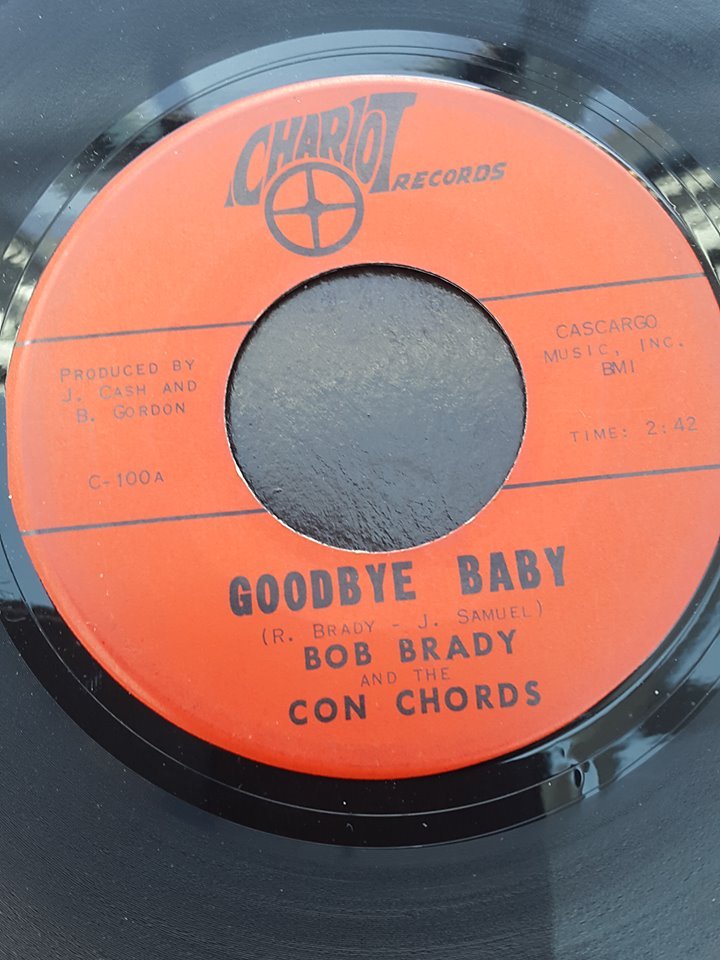 CHARIOT RECORDS
PRODUCED BY
J. CASH AND
B. GORDON
C-100A
CASCARGO
MUSIC, INC.
BMI
TIME: 2:42
GOODBYE BABY
(R. BRADY - J. SAMUEL)
BOB BRADY
AND THE
CON CHORDS